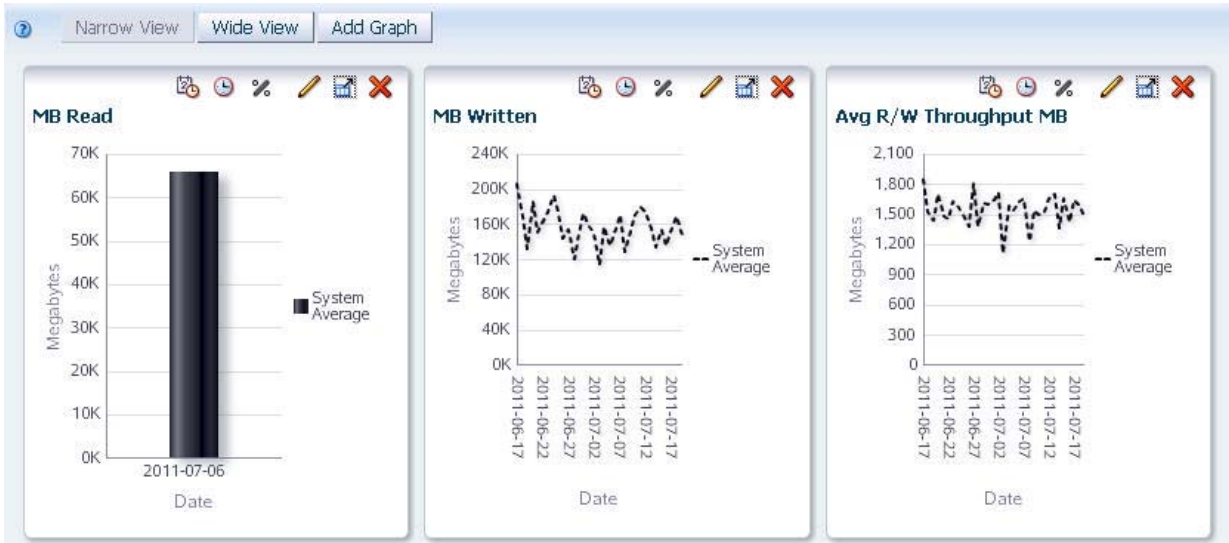 Narrow View
Wide View
Add Graph
MB Read
70K
60K
50K
40K
30K
20K
10K
0K
Megabytes
2011-07-06
Date
System
Average
MB Written
240K
200K
160K
120K
80K
40K
0K
Megabytes
2011-06-17
2011-06-22
2011-06-27
2011-07-02
2011-07-07
2011-07-12
2011-07-17
Date
System
Average
Avg R/W Throughput MB
2,100
1,800
1,500
1,200
900
600
300
0
Megabytes
2011-06-17
2011-06-22
2011-06-27
2011-07-02
2011-07-07
2011-07-12
2011-07-17
Date
System
Average